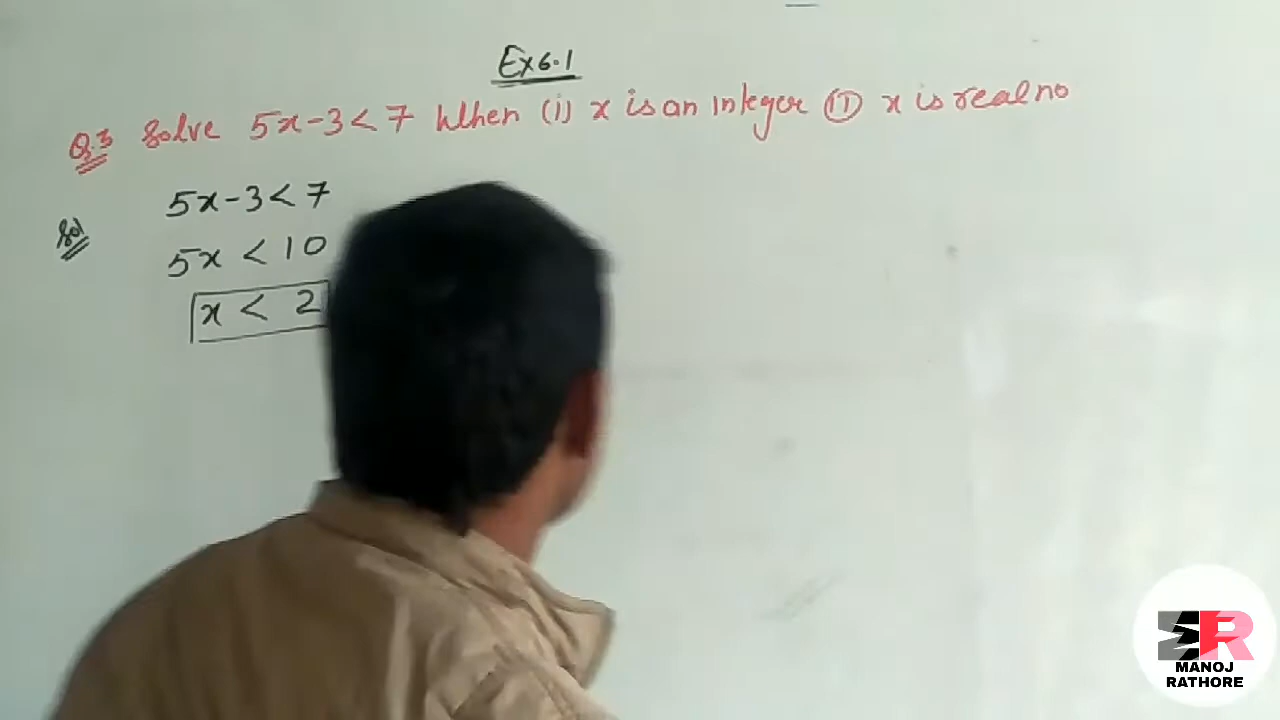 Ex 6.1
Q.3 Solve 5x-3<7 When (i) x is an integer (ii) x is real no
Sol 5x-3<7
5x < 10
x < 2
3R
MANOJ
RATHORE